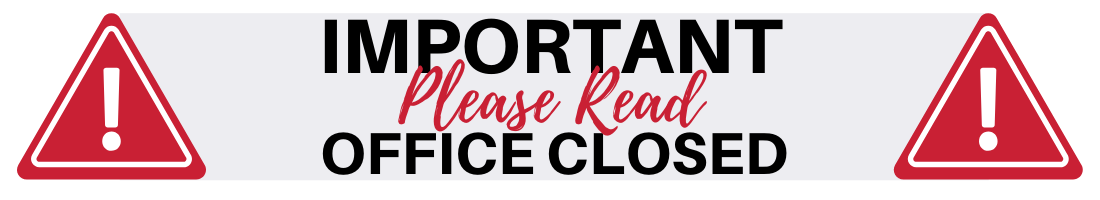 IMPORTANT
Please Read
OFFICE CLOSED